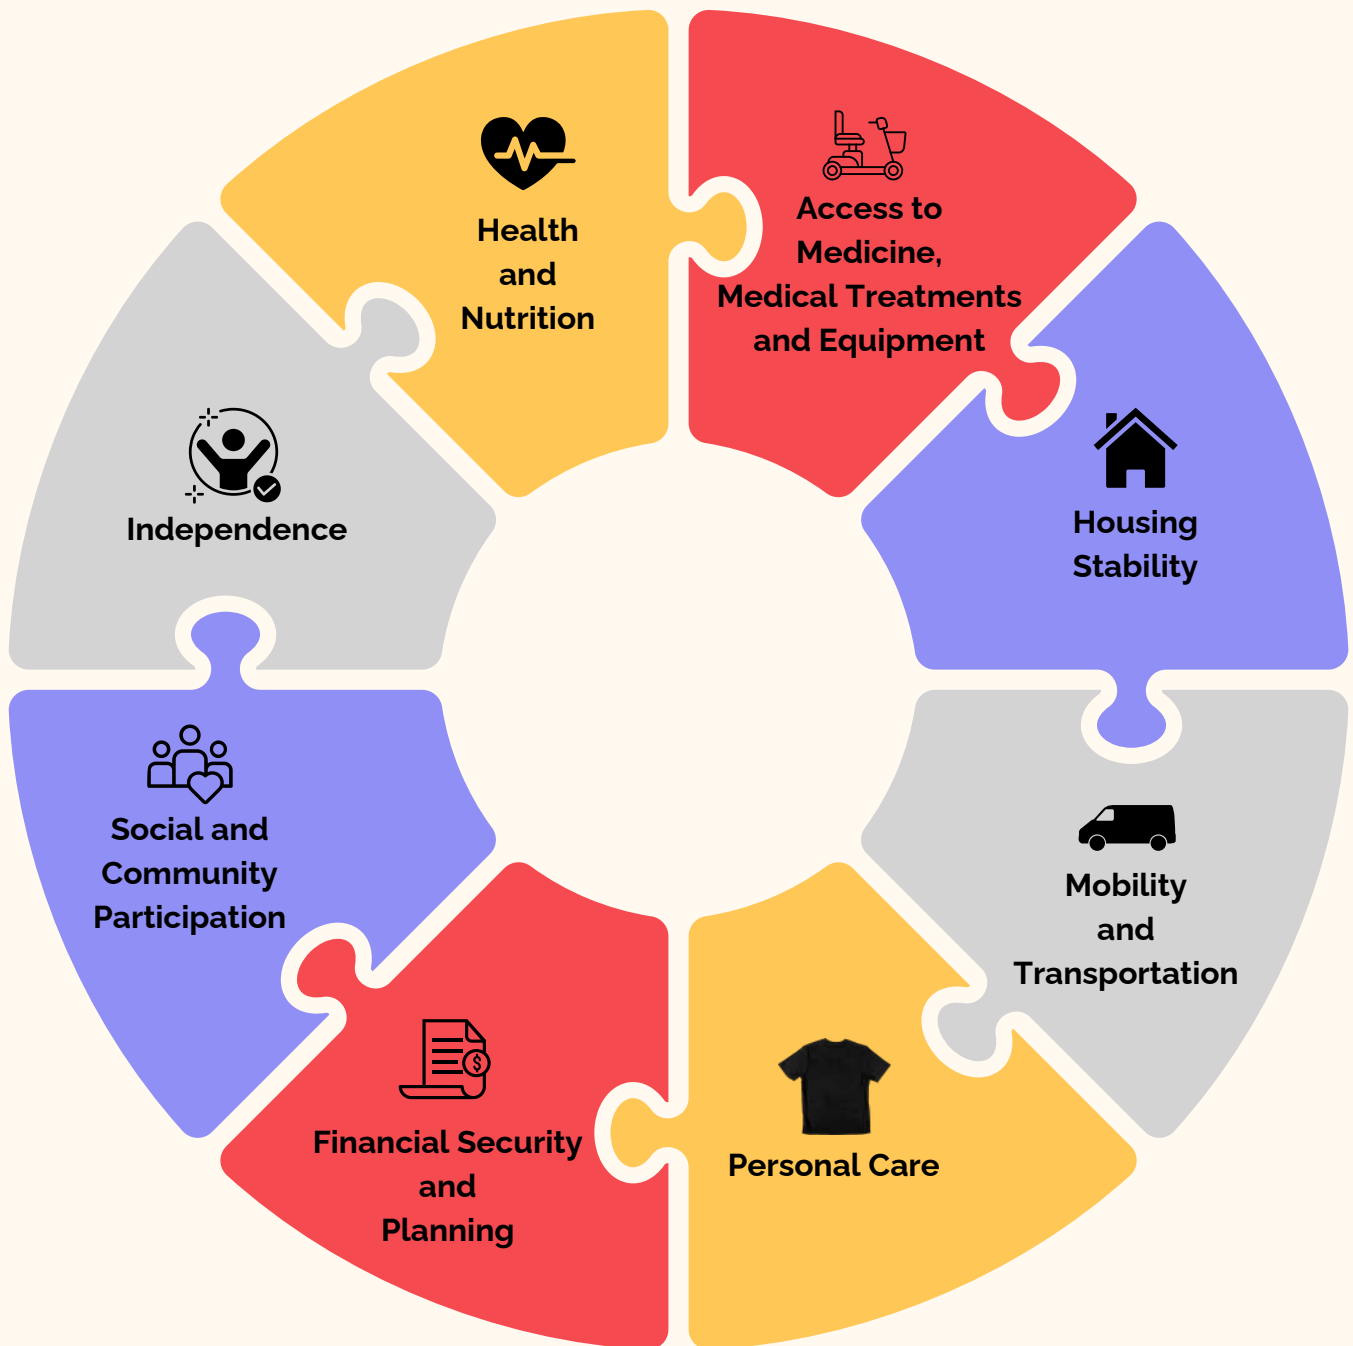 Health
and
Nutrition
Access to
Medicine,
Medical Treatments
and Equipment
Housing
Stability
Mobility
and
Transportation
Personal Care
Financial Security
and
Planning
Social and
Community
Participation
Independence
$